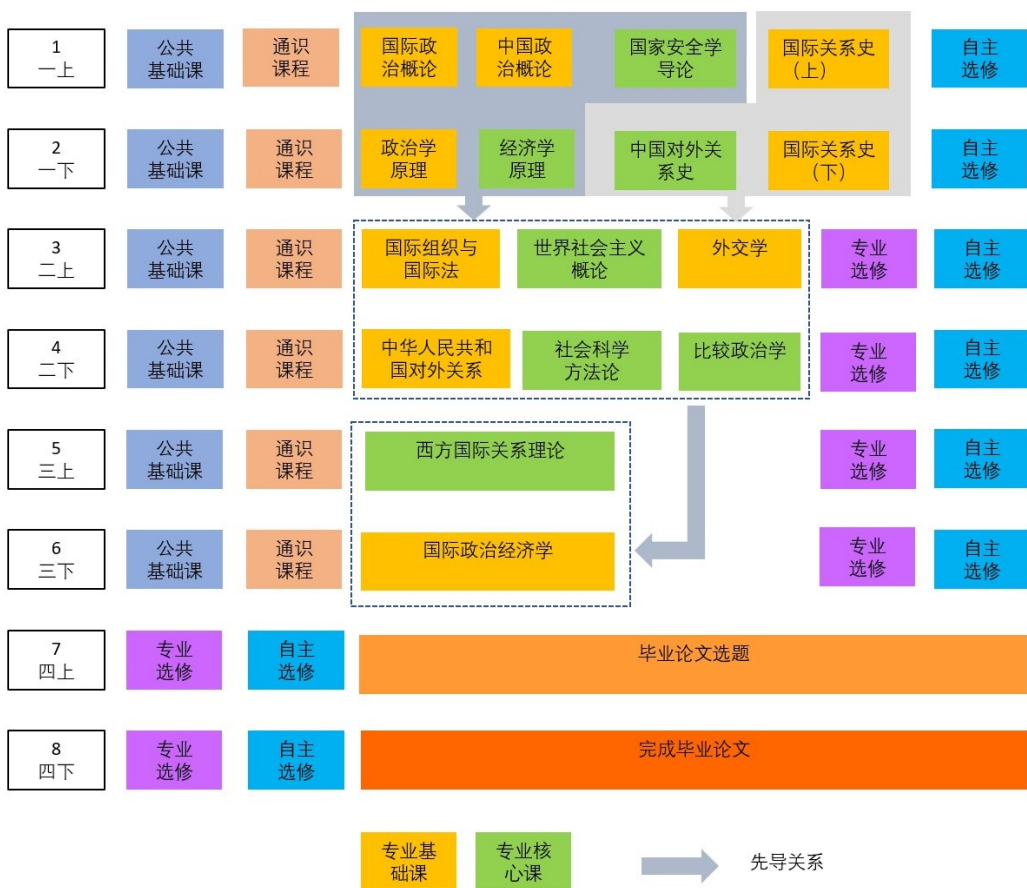 1
一上
公共
基础课
通识
课程
国际政
治概论
中国政
治概论
国家安全学
导论
国际关系史
(上)
自主
选修
2
一下
公共
基础课
通识
课程
政治学
原理
经济学
原理
中国对外关
系史
国际关系史
(下)
自主
选修
3
二上
公共
基础课
通识
课程
国际组织与
国际法
世界社会主义
概论
外交学
专业
选修
自主
选修
4
二下
公共
基础课
通识
课程
中华人民共和
国对外关系
社会科学
方法论
比较政治学
专业
选修
自主
选修
5
三上
公共
基础课
通识
课程
西方国际关系理论
专业
选修
自主
选修
6
三下
公共
基础课
通识
课程
国际政治经济学
专业
选修
自主
选修
7
四上
专业
选修
自主
选修
毕业论文选题
8
四下
专业
选修
自主
选修
完成毕业论文
专业基
础课
专业核
心课
先导关系